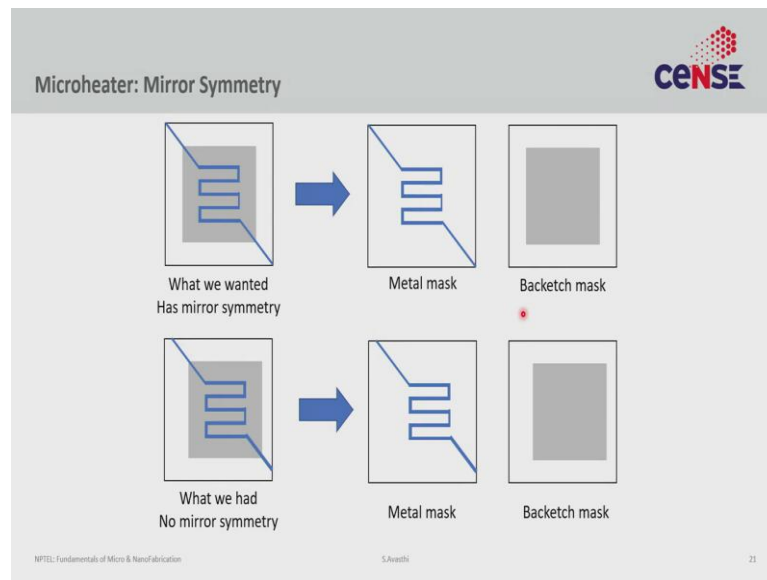 Microheater: Mirror Symmetry
CeNSE
What we wanted
Has mirror symmetry
Metal mask
Backetch mask
What we had
No mirror symmetry
Metal mask
Backetch mask
NPTEL: Fundamentals of Micro & NanoFabrication
S.Avasthi
21